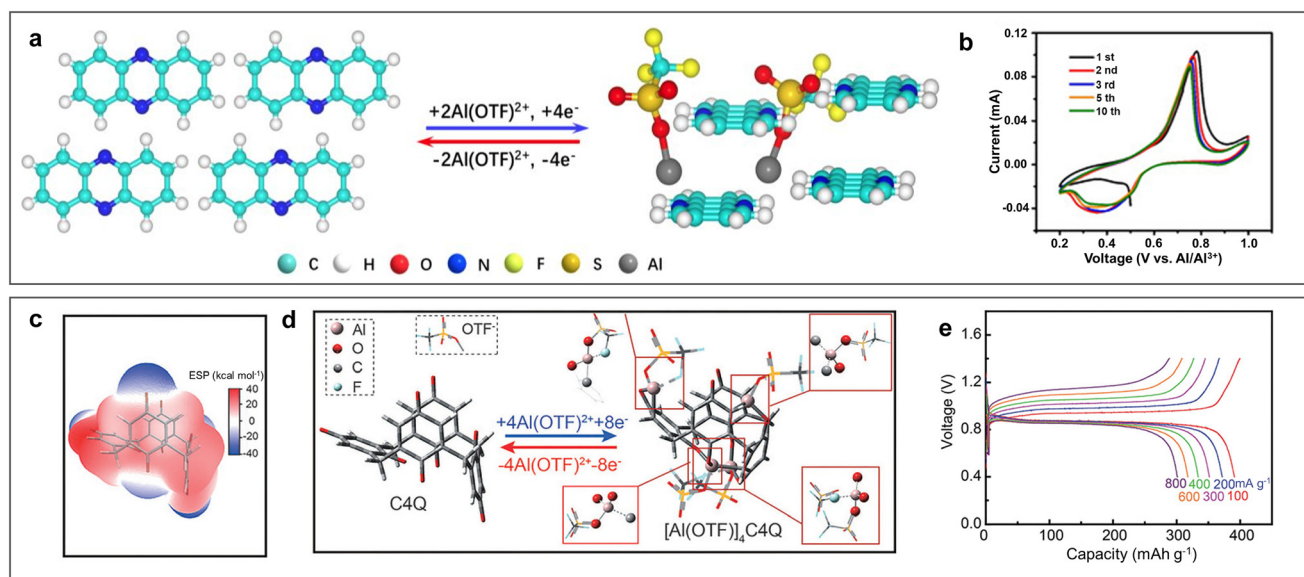 a
+2Al(OTF)²⁺, +4e⁻
-2Al(OTF)²⁺, -4e⁻
C H O N F S Al
b
Current (mA)
0.12
0.08
0.04
0.00
-0.04
1 st
2 nd
3 rd
5 th
10 th
0.2 0.4 0.6 0.8 1.0
Voltage (V vs. Al/Al³⁺)
c
ESP (kcal mol⁻¹)
40
20
0
-20
-40
d
Al
O
C
F
OTF⁻
+4Al(OTF)²⁺+8e⁻
-4Al(OTF)²⁺-8e⁻
C4Q
[Al(OTF)]₄C4Q
e
Voltage (V)
1.6
1.2
0.8
0.4
0.0
800 400 200mA g⁻¹
600 300 100
0 100 200 300 400
Capacity (mAh g⁻¹)